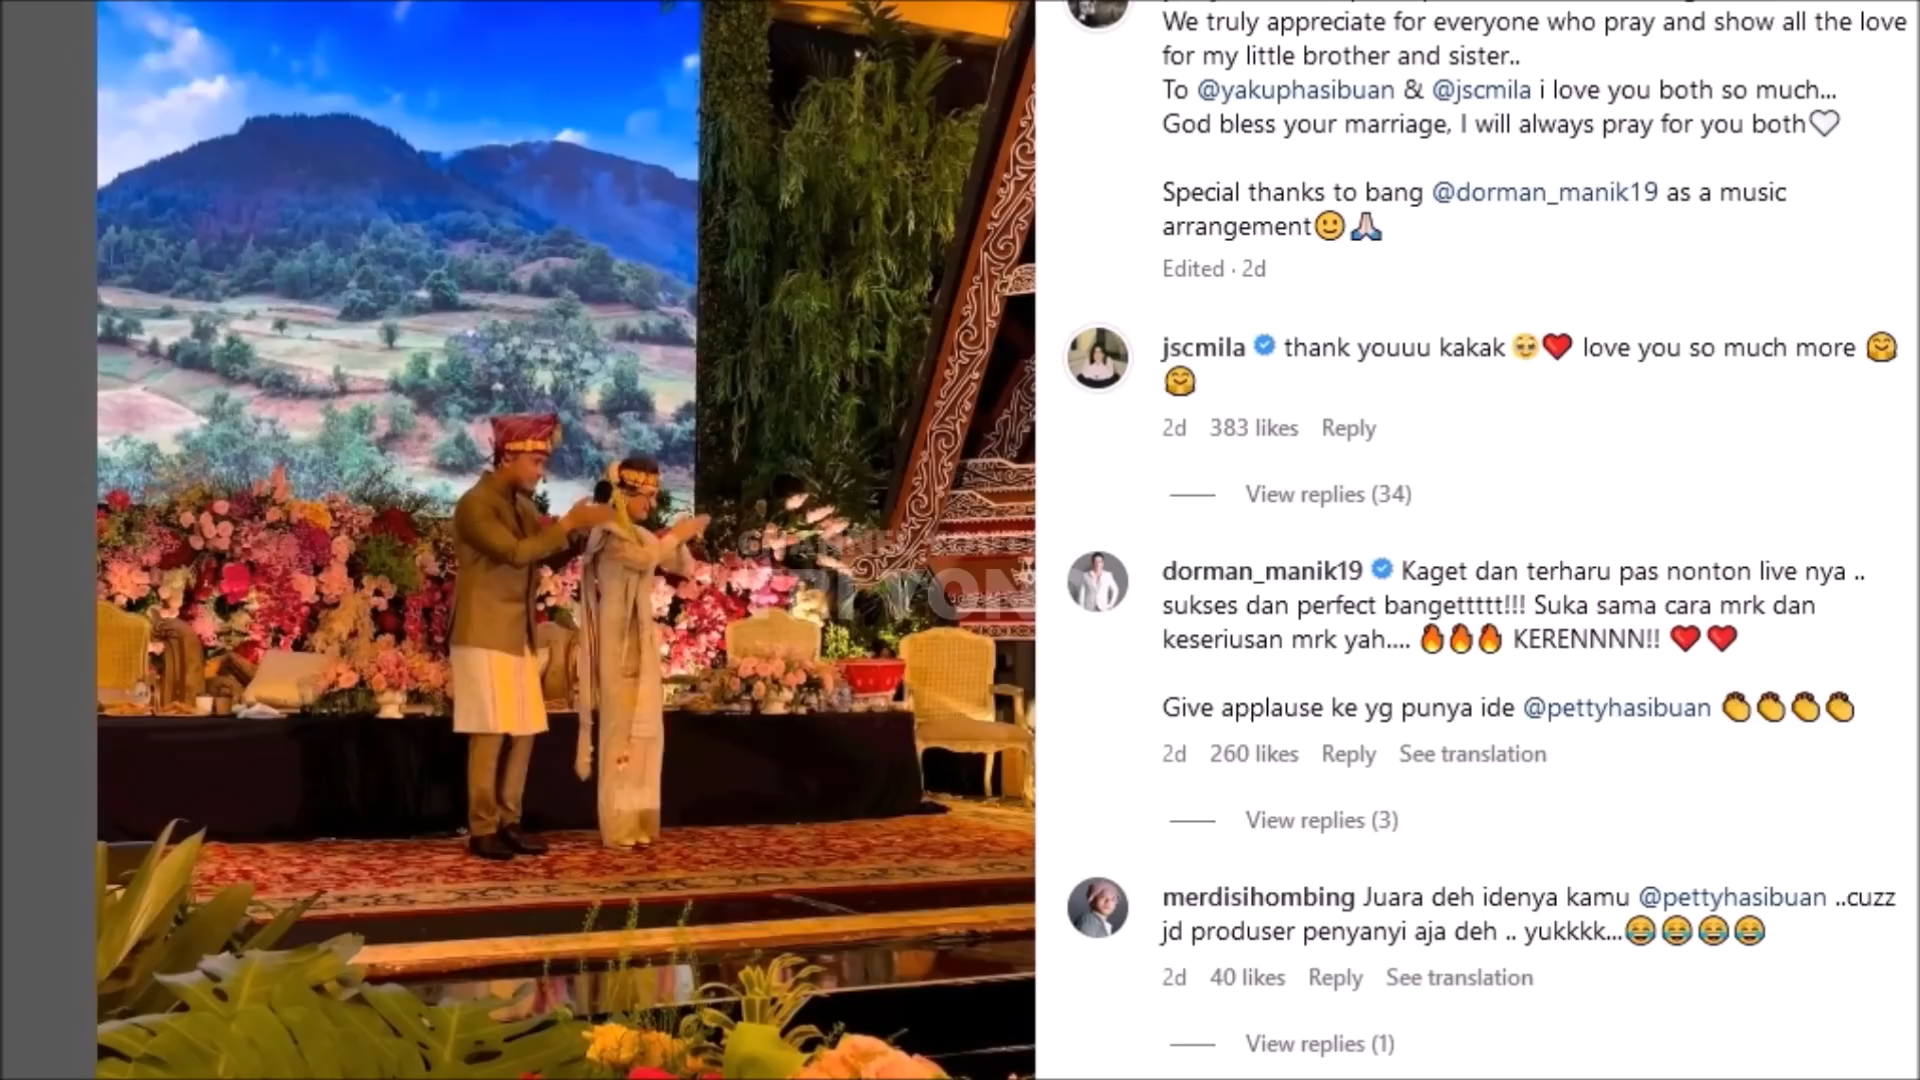 We truly appreciate for everyone who pray and show all the love
for my little brother and sister..
To @yakuphasibuan & @jscmila i love you both so much...
God bless your marriage, I will always pray for you both🤍
Special thanks to bang @dorman_manik19 as a music
arrangement🙂🙏🏻
Edited · 2d
jscmila thank youuu kakak 🥹❤️ love you so much more 🤗
🤗
2d 383 likes Reply
View replies (34)
dorman_manik19 Kaget dan terharu pas nonton live nya ..
sukses dan perfect bangettttt!!! Suka sama cara mrk dan
keseriusan mrk yah.... 🔥🔥🔥 KERENNNN!! ❤️❤️
Give applause ke yg punya ide @pettyhasibuan 👏👏👏👏
2d 260 likes Reply See translation
View replies (3)
merdisihombing Juara deh idenya kamu @pettyhasibuan ..cuzz
jd produser penyanyi aja deh .. yukkkk...😂😂😂😂
2d 40 likes Reply See translation
View replies (1)